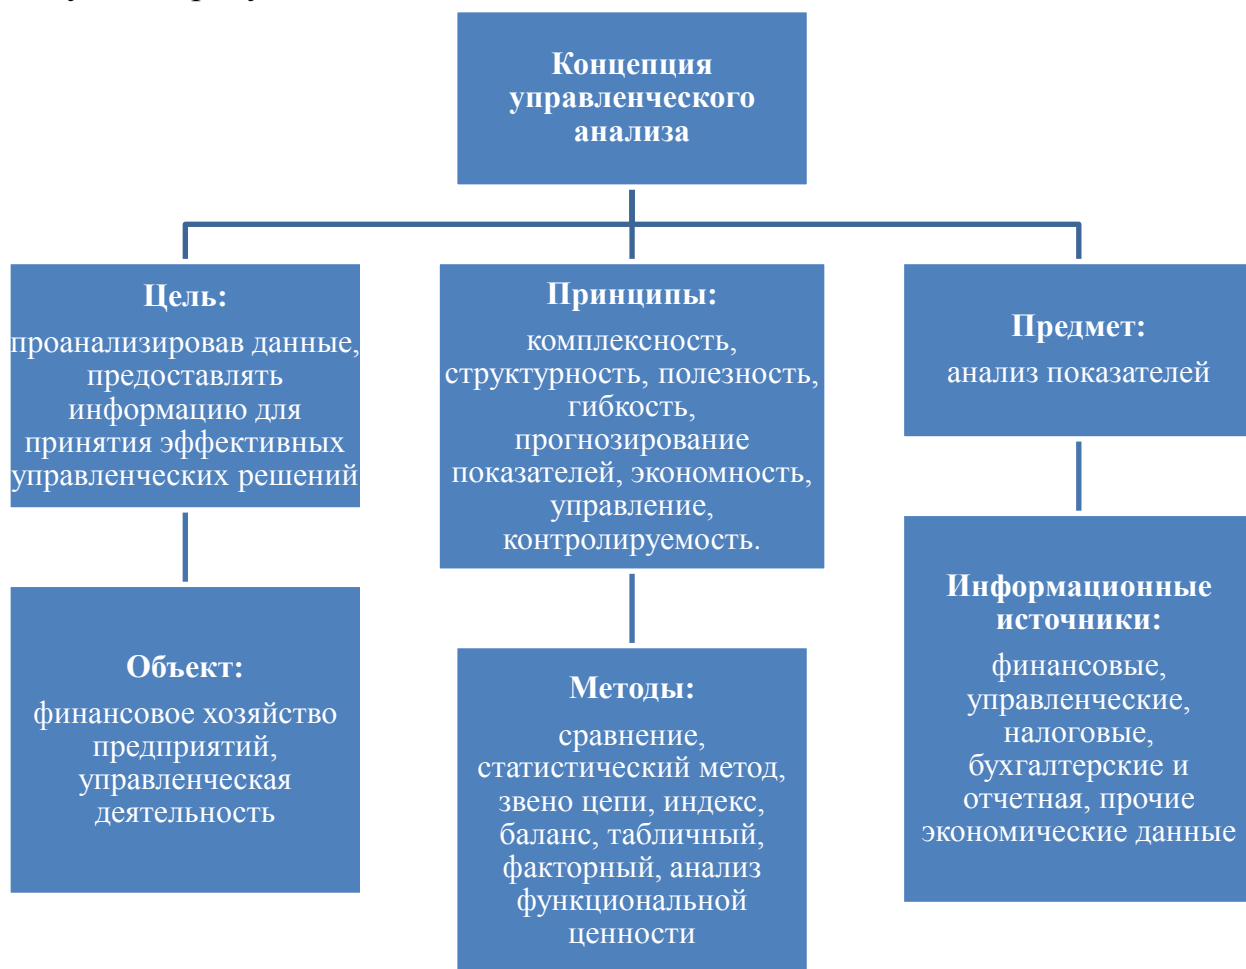 Концепция
управленческого
анализа
Цель:
проанализировав данные,
предоставлять
информацию для
принятия эффективных
управленческих решений
Принципы:
комплексность,
структурность, полезность,
гибкость,
прогнозирование
показателей, экономность,
управление,
контролируемость.
Предмет:
анализ показателей
Объект:
финансовое хозяйство
предприятий,
управленческая
деятельность
Методы:
сравнение,
статистический метод,
звено цепи, индекс,
баланс, табличный,
факторный, анализ
функциональной
ценности
Информационные
источники:
финансовые,
управленческие,
налоговые,
бухгалтерские и
отчетная, прочие
экономические данные